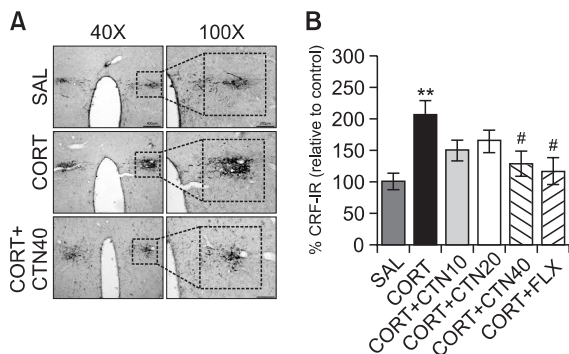 A
40X
100X
SAL
CORT
CORT+
CTN40
B
% CRF-IR (relative to control)
300
250
200
150
100
50
0
**
#
#
SAL
CORT
CORT+CTN10
CORT+CTN20
CORT+CTN40
CORT+FLX